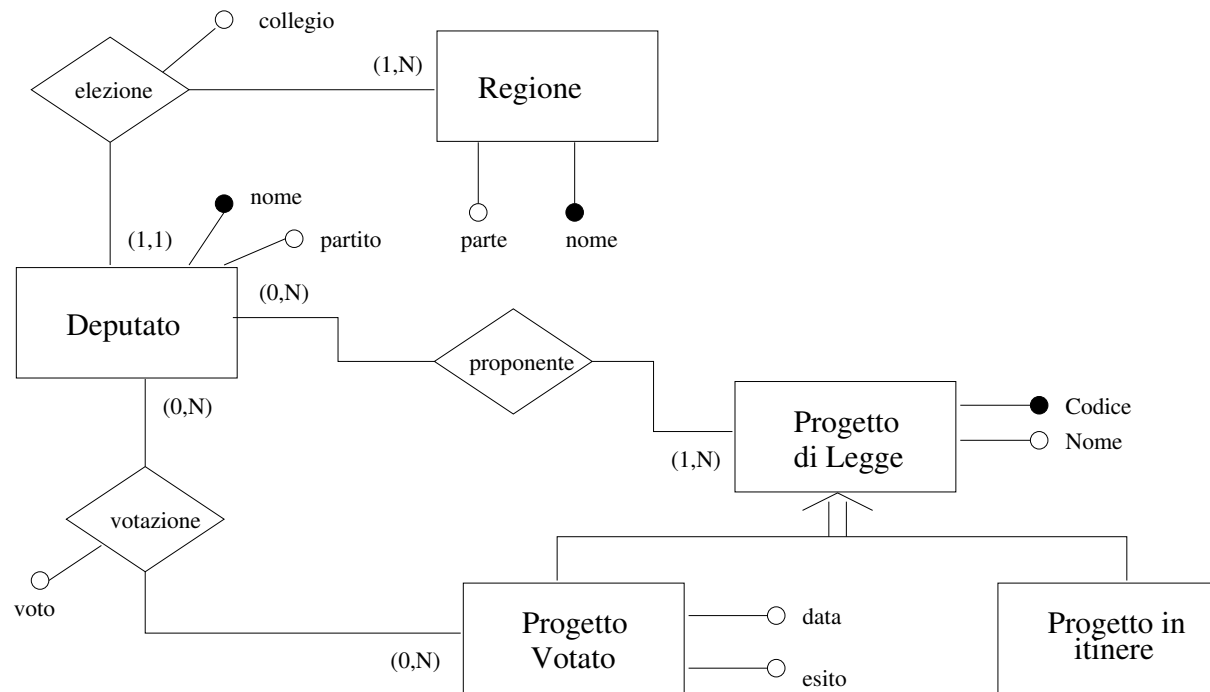 collegio
elezione
(1,N)
Regione
nome
partito
(1,1)
parte
nome
(0,N)
Deputato
proponente
(0,N)
Progetto
di Legge
Codice
Nome
(1,N)
votazione
voto
(0,N)
Progetto
Votato
data
esito
Progetto in
itinere